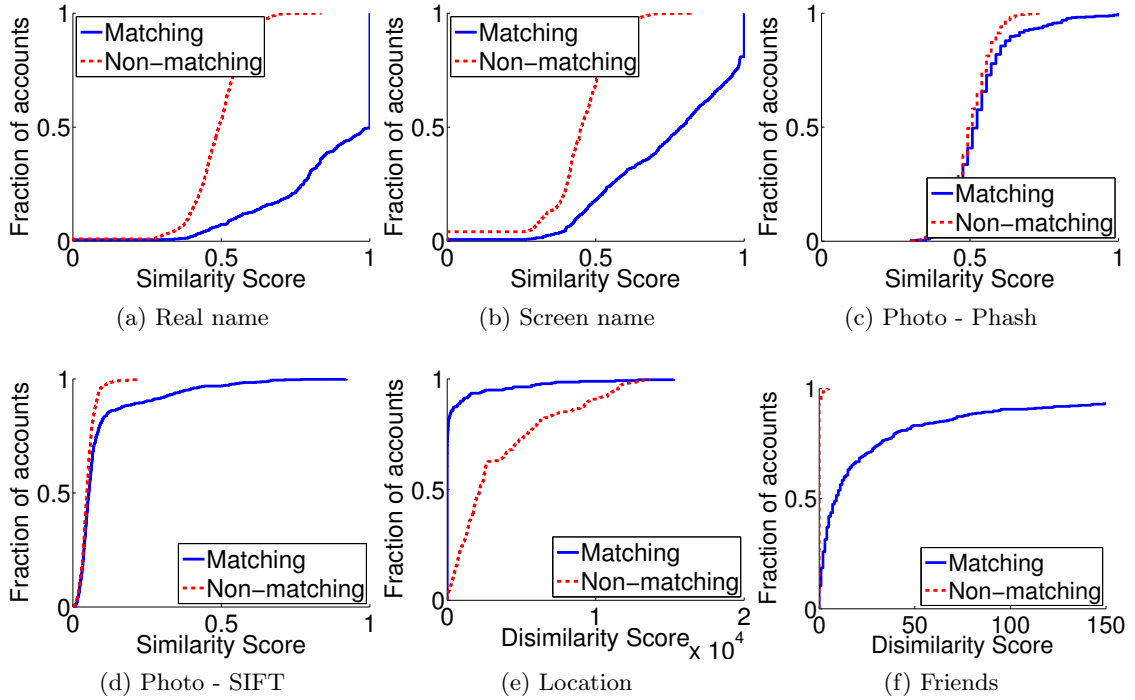 1
0.5
0
0
0.5
1
Fraction of accounts
Similarity Score
Matching
Non−matching
(a) Real name
1
0.5
0
0
0.5
1
Fraction of accounts
Similarity Score
Matching
Non−matching
(b) Screen name
1
0.5
0
0
0.5
1
Fraction of accounts
Similarity Score
Matching
Non−matching
(c) Photo - Phash
1
0.5
0
0
0.5
1
Fraction of accounts
Similarity Score
Matching
Non−matching
(d) Photo - SIFT
1
0.5
0
0
1
2
x 10⁴
Fraction of accounts
Disimilarity Score
Matching
Non−matching
(e) Location
1
0.5
0
0
50
100
150
Fraction of accounts
Disimilarity Score
Matching
Non−matching
(f) Friends